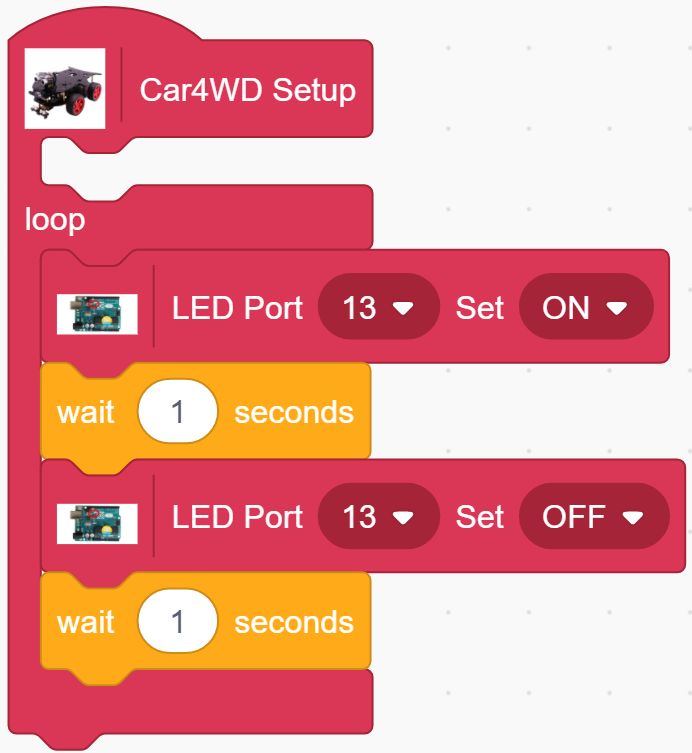 Car4WD Setup
loop
LED Port 13 Set ON
wait 1 seconds
LED Port 13 Set OFF
wait 1 seconds